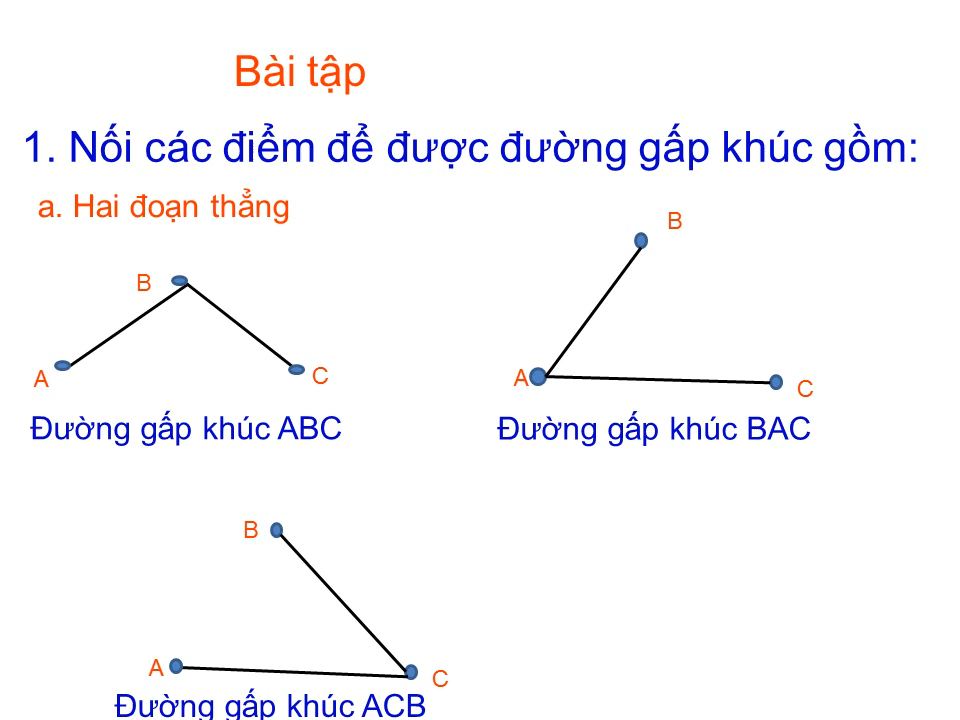 Bài tập
1. Nối các điểm để được đường gấp khúc gồm:
a. Hai đoạn thẳng
B
A
C
Đường gấp khúc ABC
B
A
C
Đường gấp khúc BAC
B
A
C
Đường gấp khúc ACB